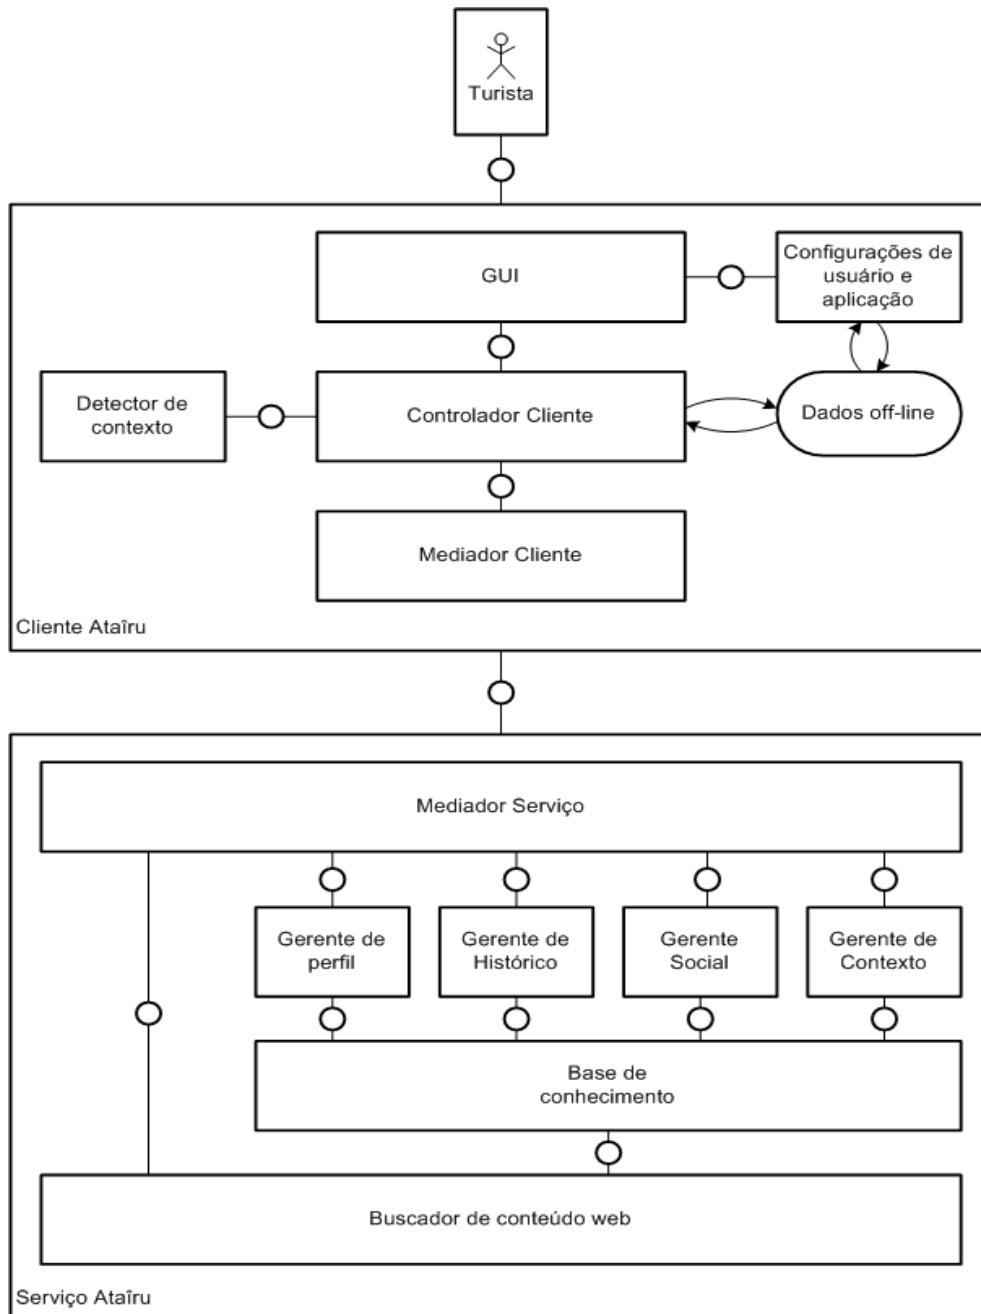 Turista
GUI
Configurações de
usuário e
aplicação
Detector de
contexto
Controlador Cliente
Dados off-line
Mediador Cliente
Cliente Ataîru
Mediador Serviço
Gerente de
perfil
Gerente de
Histórico
Gerente
Social
Gerente de
Contexto
Base de
conhecimento
Buscador de conteúdo web
Serviço Ataîru